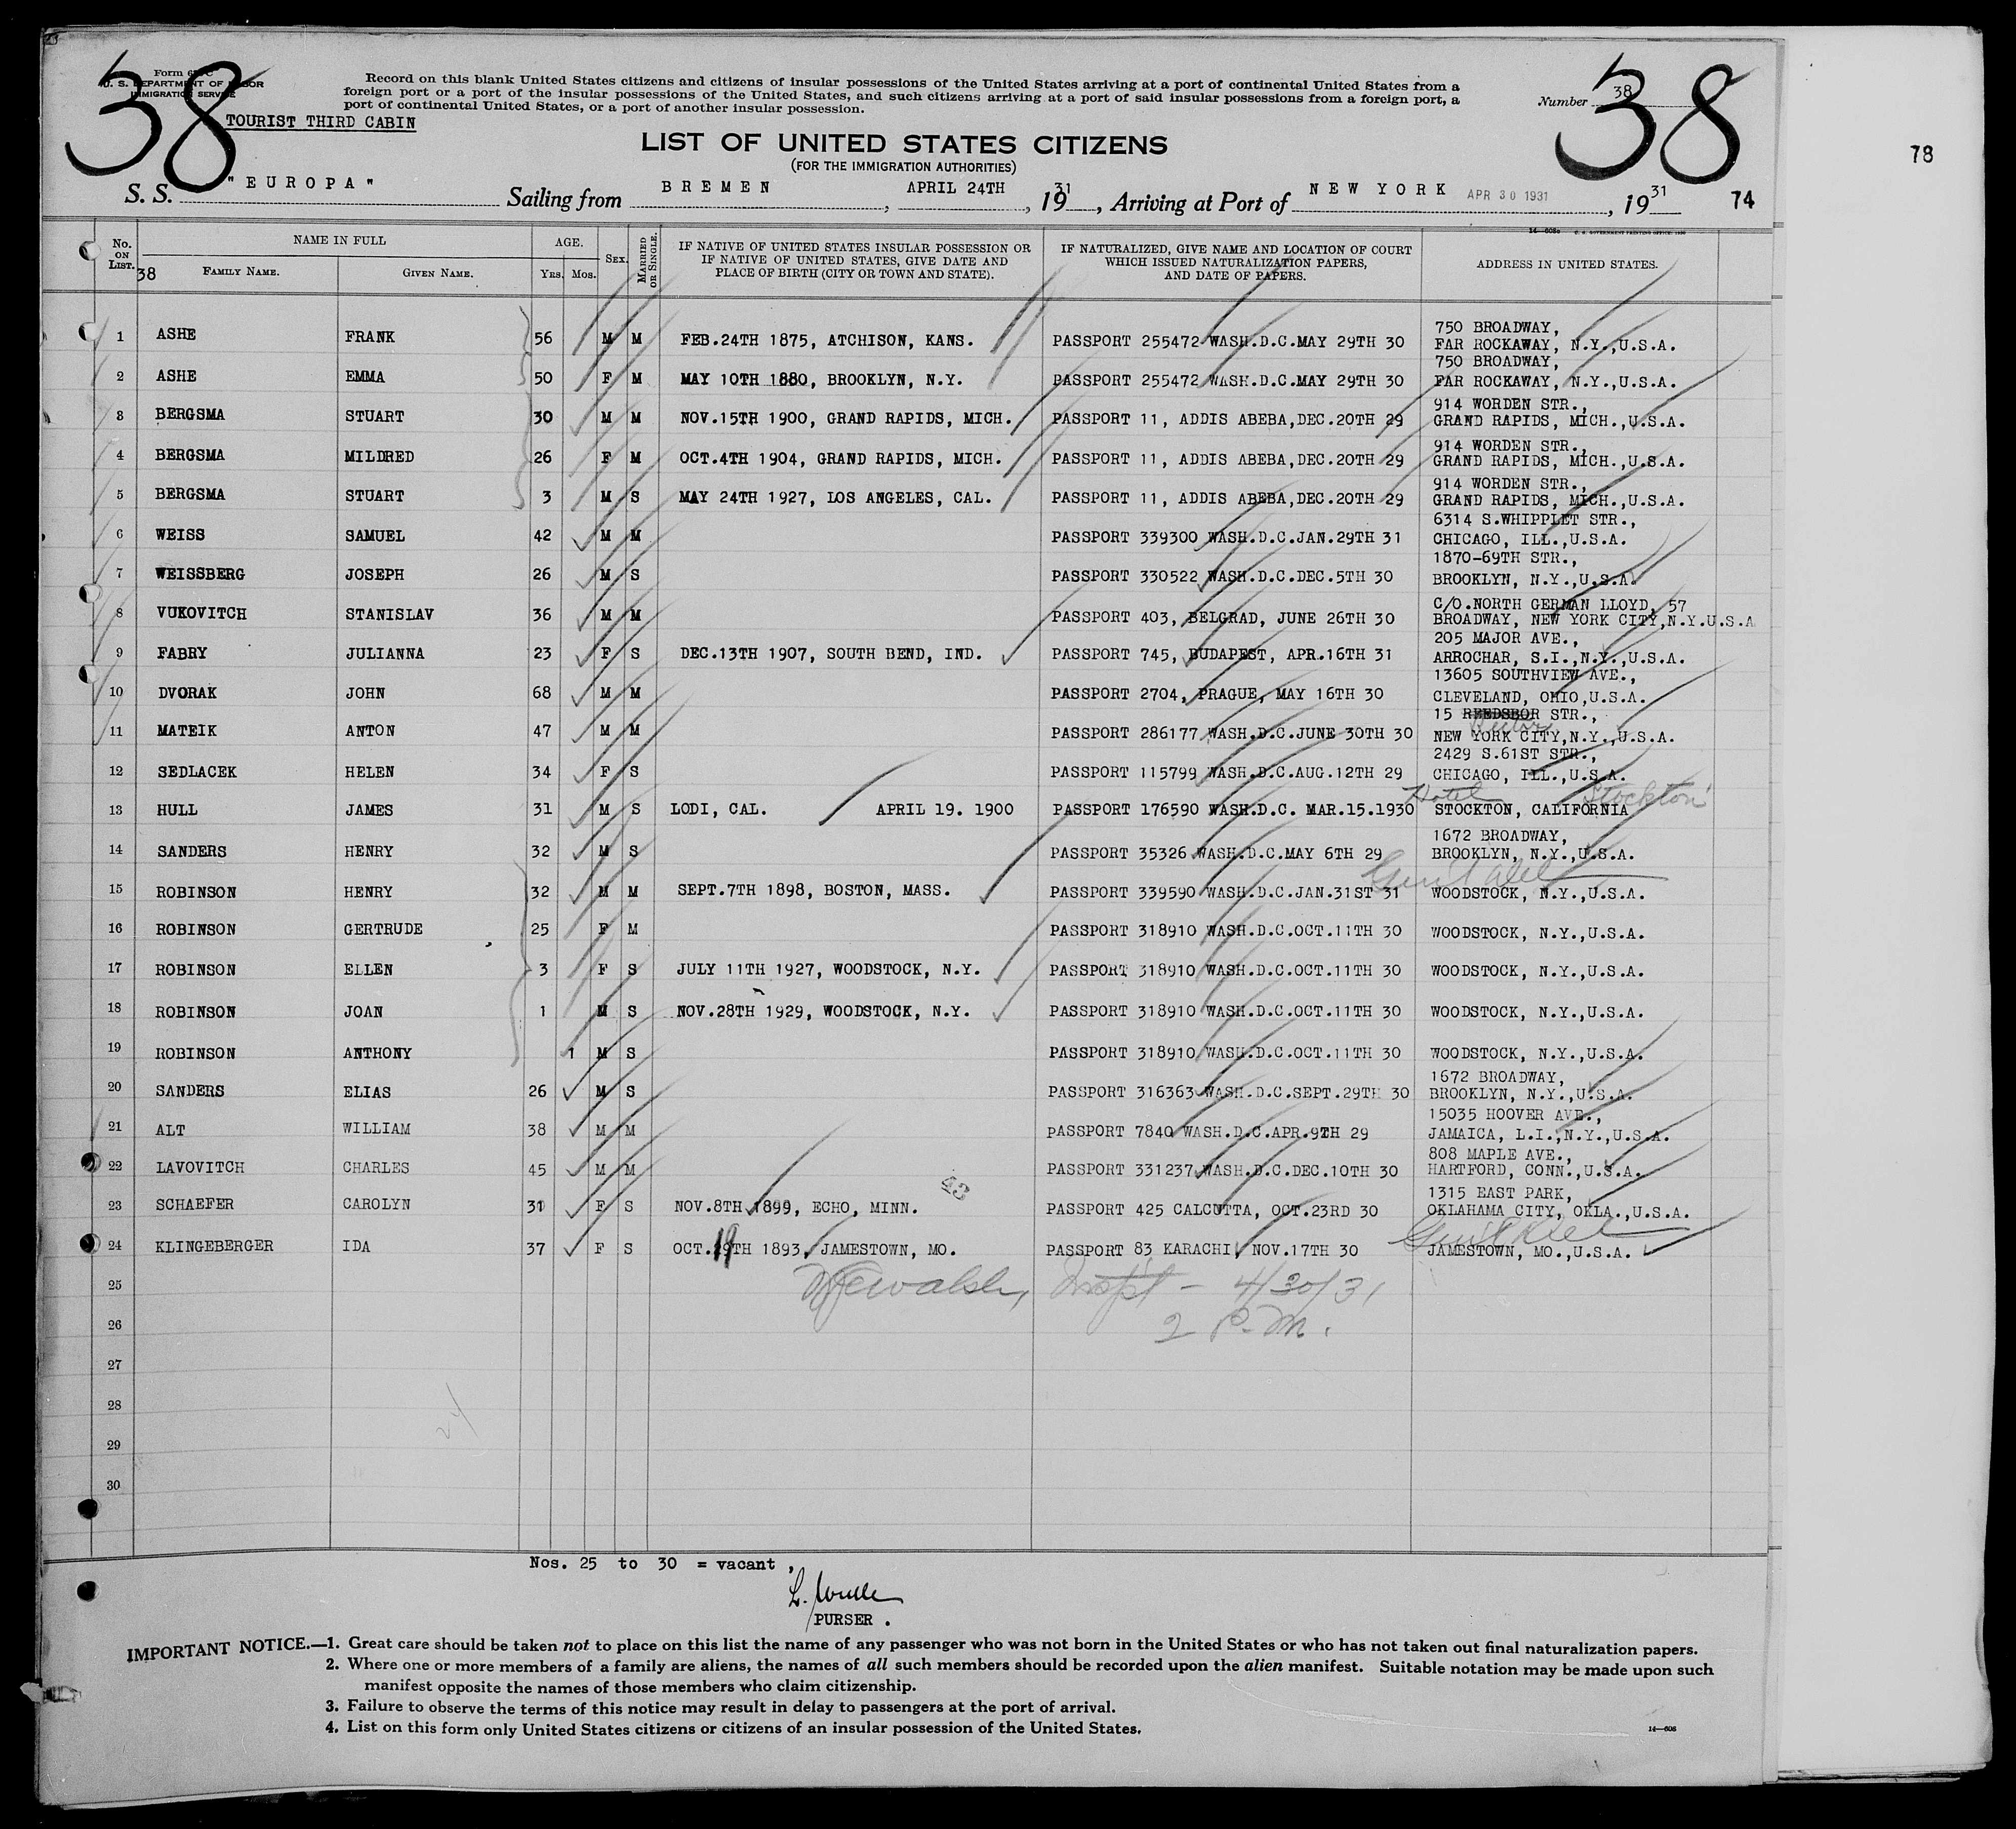 38
38
Form 630 C
U. S. DEPARTMENT OF LABOR
IMMIGRATION SERVICE
Record on this blank United States citizens and citizens of insular possessions of the United States arriving at a port of continental United States from a
foreign port or a port of the insular possessions of the United States, and such citizens arriving at a port of said insular possessions from a foreign port, a
port of continental United States, or a port of another insular possession.
Number 38
TOURIST THIRD CABIN
LIST OF UNITED STATES CITIZENS
(FOR THE IMMIGRATION AUTHORITIES)
78
S. S. "EUROPA" Sailing from BREMEN, APRIL 24TH, 1931, Arriving at Port of NEW YORK APR 30 1931, 1931 74
No. ON LIST. NAME IN FULL AGE. SEX. MARRIED OR SINGLE. IF NATIVE OF UNITED STATES INSULAR POSSESSION OR IF NATIVE OF UNITED STATES, GIVE DATE AND PLACE OF BIRTH (CITY OR TOWN AND STATE). IF NATURALIZED, GIVE NAME AND LOCATION OF COURT WHICH ISSUED NATURALIZATION PAPERS, AND DATE OF PAPERS. ADDRESS IN UNITED STATES.
38 FAMILY NAME. GIVEN NAME. YRS. MOS.
1 ASHE FRANK 56 M M FEB.24TH 1875, ATCHISON, KANS. PASSPORT 255472 WASH.D.C.MAY 29TH 30 750 BROADWAY, FAR ROCKAWAY, N.Y.,U.S.A.
2 ASHE EMMA 50 F M MAY 10TH 1880, BROOKLYN, N.Y. PASSPORT 255472 WASH.D.C.MAY 29TH 30 750 BROADWAY, FAR ROCKAWAY, N.Y.,U.S.A.
3 BERGSMA STUART 30 M M NOV.15TH 1900, GRAND RAPIDS, MICH. PASSPORT 11, ADDIS ABEBA,DEC.20TH 29 914 WORDEN STR., GRAND RAPIDS, MICH.,U.S.A.
4 BERGSMA MILDRED 26 F M OCT.4TH 1904, GRAND RAPIDS, MICH. PASSPORT 11, ADDIS ABEBA,DEC.20TH 29 914 WORDEN STR., GRAND RAPIDS, MICH.,U.S.A.
5 BERGSMA STUART 3 M S MAY 24TH 1927, LOS ANGELES, CAL. PASSPORT 11, ADDIS ABEBA,DEC.20TH 29 914 WORDEN STR., GRAND RAPIDS, MICH.,U.S.A.
6 WEISS SAMUEL 42 M M PASSPORT 339300 WASH.D.C.JAN.29TH 31 6314 S.WHIPPLET STR., CHICAGO, ILL.,U.S.A.
7 WEISSBERG JOSEPH 26 M S PASSPORT 330522 WASH.D.C.DEC.5TH 30 1870-69TH STR., BROOKLYN, N.Y.,U.S.A.
8 VUKOVITCH STANISLAV 36 M M PASSPORT 403, BELGRAD, JUNE 26TH 30 C/O.NORTH GERMAN LLOYD, 57 BROADWAY, NEW YORK CITY,N.Y.U.S.A
9 FABRY JULIANNA 23 F S DEC.13TH 1907, SOUTH BEND, IND. PASSPORT 745, BUDAPEST, APR.16TH 31 205 MAJOR AVE., ARROCHAR, S.I.,N.Y.,U.S.A.
10 DVORAK JOHN 68 M M PASSPORT 2704, PRAGUE, MAY 16TH 30 13605 SOUTHVIEW AVE., CLEVELAND, OHIO,U.S.A.
11 MATEIK ANTON 47 M M PASSPORT 286177 WASH.D.C.JUNE 30TH 30 15 REEDSBOR STR., NEW YORK CITY,N.Y.,U.S.A.
12 SEDLACEK HELEN 34 F S PASSPORT 115799 WASH.D.C.AUG.12TH 29 2429 S.61ST STR., CHICAGO, ILL.,U.S.A.
13 HULL JAMES 31 M S LODI, CAL. APRIL 19. 1900 PASSPORT 176590 WASH.D.C. MAR.15.1930 Hotel Stockton STOCKTON, CALIFORNIA
14 SANDERS HENRY 32 M S PASSPORT 35326 WASH.D.C.MAY 6TH 29 1672 BROADWAY, BROOKLYN, N.Y.,U.S.A.
15 ROBINSON HENRY 32 M M SEPT.7TH 1898, BOSTON, MASS. PASSPORT 339590 WASH.D.C.JAN.31ST 31 WOODSTOCK, N.Y.,U.S.A.
16 ROBINSON GERTRUDE 25 F M PASSPORT 318910 WASH.D.C.OCT.11TH 30 WOODSTOCK, N.Y.,U.S.A.
17 ROBINSON ELLEN 3 F S JULY 11TH 1927, WOODSTOCK, N.Y. PASSPORT 318910 WASH.D.C.OCT.11TH 30 WOODSTOCK, N.Y.,U.S.A.
18 ROBINSON JOAN 1 M S NOV.28TH 1929, WOODSTOCK, N.Y. PASSPORT 318910 WASH.D.C.OCT.11TH 30 WOODSTOCK, N.Y.,U.S.A.
19 ROBINSON ANTHONY 1 M S PASSPORT 318910 WASH.D.C.OCT.11TH 30 WOODSTOCK, N.Y.,U.S.A.
20 SANDERS ELIAS 26 M S PASSPORT 316363 WASH.D.C.SEPT.29TH 30 1672 BROADWAY, BROOKLYN, N.Y.,U.S.A.
21 ALT WILLIAM 38 M M PASSPORT 7840 WASH.D.C.APR.9TH 29 15035 HOOVER AVE., JAMAICA, L.I.,N.Y.,U.S.A.
22 LAVOVITCH CHARLES 45 M M PASSPORT 331237 WASH.D.C.DEC.10TH 30 808 MAPLE AVE., HARTFORD, CONN.,U.S.A.
43
23 SCHAEFER CAROLYN 31 F S NOV.8TH 1899, ECHO, MINN. PASSPORT 425 CALCUTTA, OCT.23RD 30 1315 EAST PARK, OKLAHOMA CITY, OKLA.,U.S.A.
24 KLINGEBERGER IDA 37 F S OCT.19TH 1893, JAMESTOWN, MO. PASSPORT 83 KARACHI, NOV.17TH 30 JAMESTOWN, MO.,U.S.A.
25 Insp't - 4/30/31
26 2 P.M.
27
28
29
30
24
Nos. 25 to 30 = vacant,
PURSER .
IMPORTANT NOTICE.—1. Great care should be taken not to place on this list the name of any passenger who was not born in the United States or who has not taken out final naturalization papers.
2. Where one or more members of a family are aliens, the names of all such members should be recorded upon the alien manifest. Suitable notation may be made upon such
manifest opposite the names of those members who claim citizenship.
3. Failure to observe the terms of this notice may result in delay to passengers at the port of arrival.
4. List on this form only United States citizens or citizens of an insular possession of the United States.
14—608